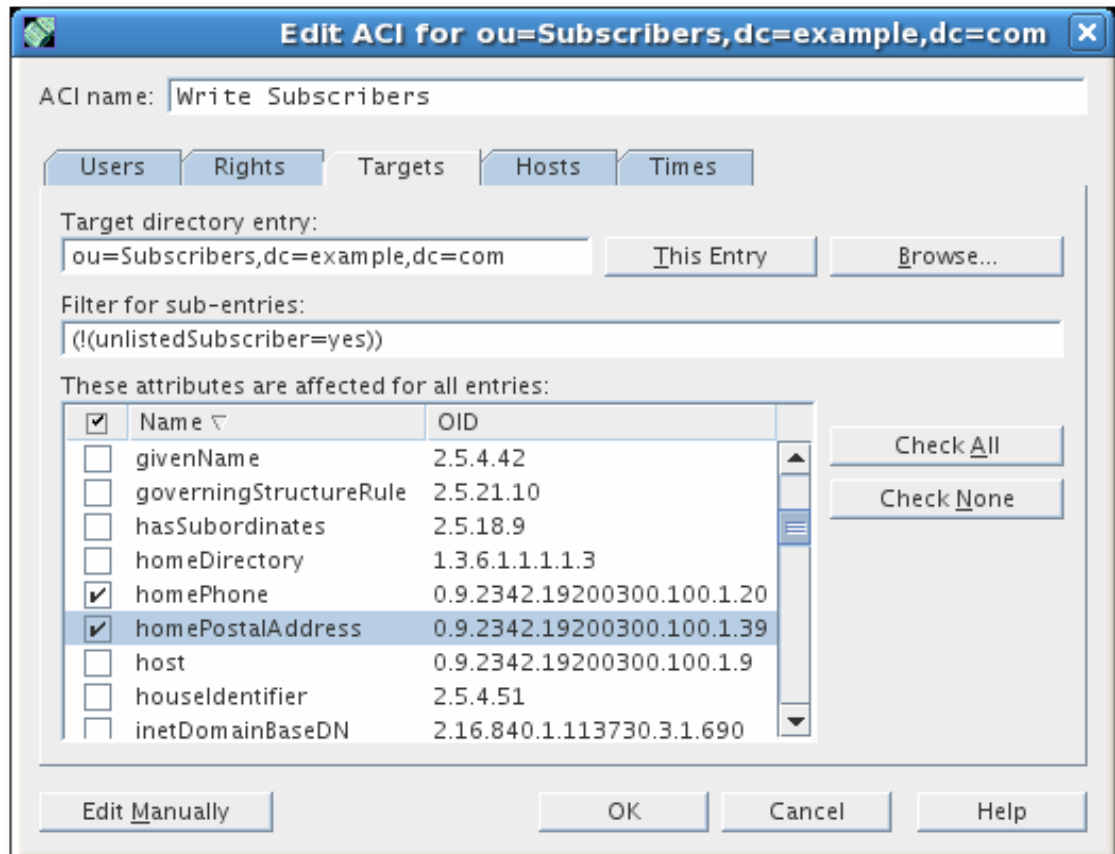 Edit ACI for ou=Subscribers,dc=example,dc=com
ACI name: Write Subscribers
Users Rights Targets Hosts Times
Target directory entry:
ou=Subscribers,dc=example,dc=com This Entry Browse...
Filter for sub-entries:
(!(unlistedSubscriber=yes))
These attributes are affected for all entries:
Name OID
givenName 2.5.4.42
governingStructureRule 2.5.21.10
hasSubordinates 2.5.18.9
homeDirectory 1.3.6.1.1.1.1.3
homePhone 0.9.2342.19200300.100.1.20
homePostalAddress 0.9.2342.19200300.100.1.39
host 0.9.2342.19200300.100.1.9
houseIdentifier 2.5.4.51
inetDomainBaseDN 2.16.840.1.113730.3.1.690
Check All
Check None
Edit Manually OK Cancel Help